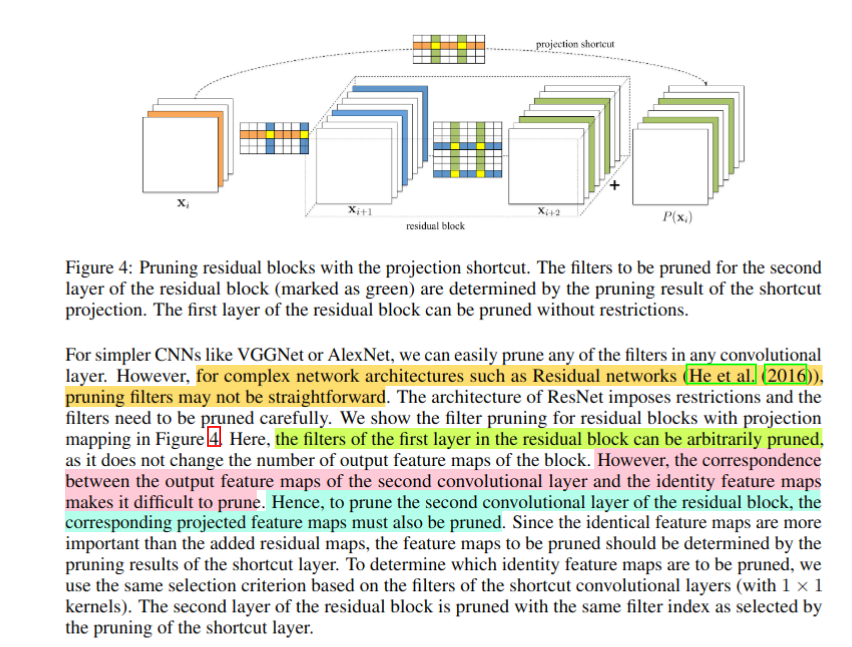 projection shortcut
+
xᵢ
xᵢ₊₁
xᵢ₊₂
P(xᵢ)
residual block
Figure 4: Pruning residual blocks with the projection shortcut. The filters to be pruned for the second
layer of the residual block (marked as green) are determined by the pruning result of the shortcut
projection. The first layer of the residual block can be pruned without restrictions.
For simpler CNNs like VGGNet or AlexNet, we can easily prune any of the filters in any convolutional
layer. However, for complex network architectures such as Residual networks (He et al. (2016)),
pruning filters may not be straightforward. The architecture of ResNet imposes restrictions and the
filters need to be pruned carefully. We show the filter pruning for residual blocks with projection
mapping in Figure 4. Here, the filters of the first layer in the residual block can be arbitrarily pruned,
as it does not change the number of output feature maps of the block. However, the correspondence
between the output feature maps of the second convolutional layer and the identity feature maps
makes it difficult to prune. Hence, to prune the second convolutional layer of the residual block, the
corresponding projected feature maps must also be pruned. Since the identical feature maps are more
important than the added residual maps, the feature maps to be pruned should be determined by the
pruning results of the shortcut layer. To determine which identity feature maps are to be pruned, we
use the same selection criterion based on the filters of the shortcut convolutional layers (with 1 × 1
kernels). The second layer of the residual block is pruned with the same filter index as selected by
the pruning of the shortcut layer.